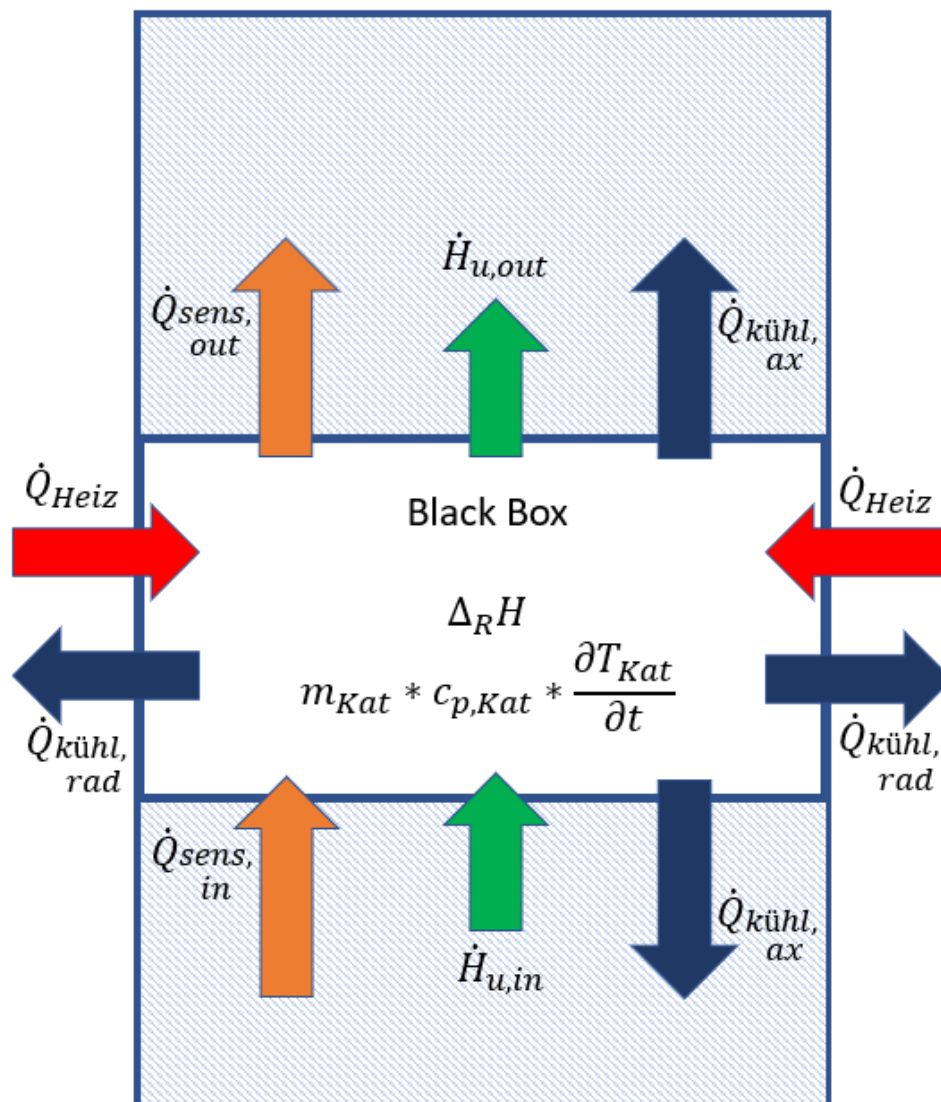 Ḣu,out
Q̇sens,
out
Q̇kühl,
ax
Q̇Heiz
Q̇Heiz
Black Box
ΔRH
mKat * cp,Kat * ∂TKat/∂t
Q̇kühl,
rad
Q̇kühl,
rad
Q̇sens,
in
Q̇kühl,
ax
Ḣu,in